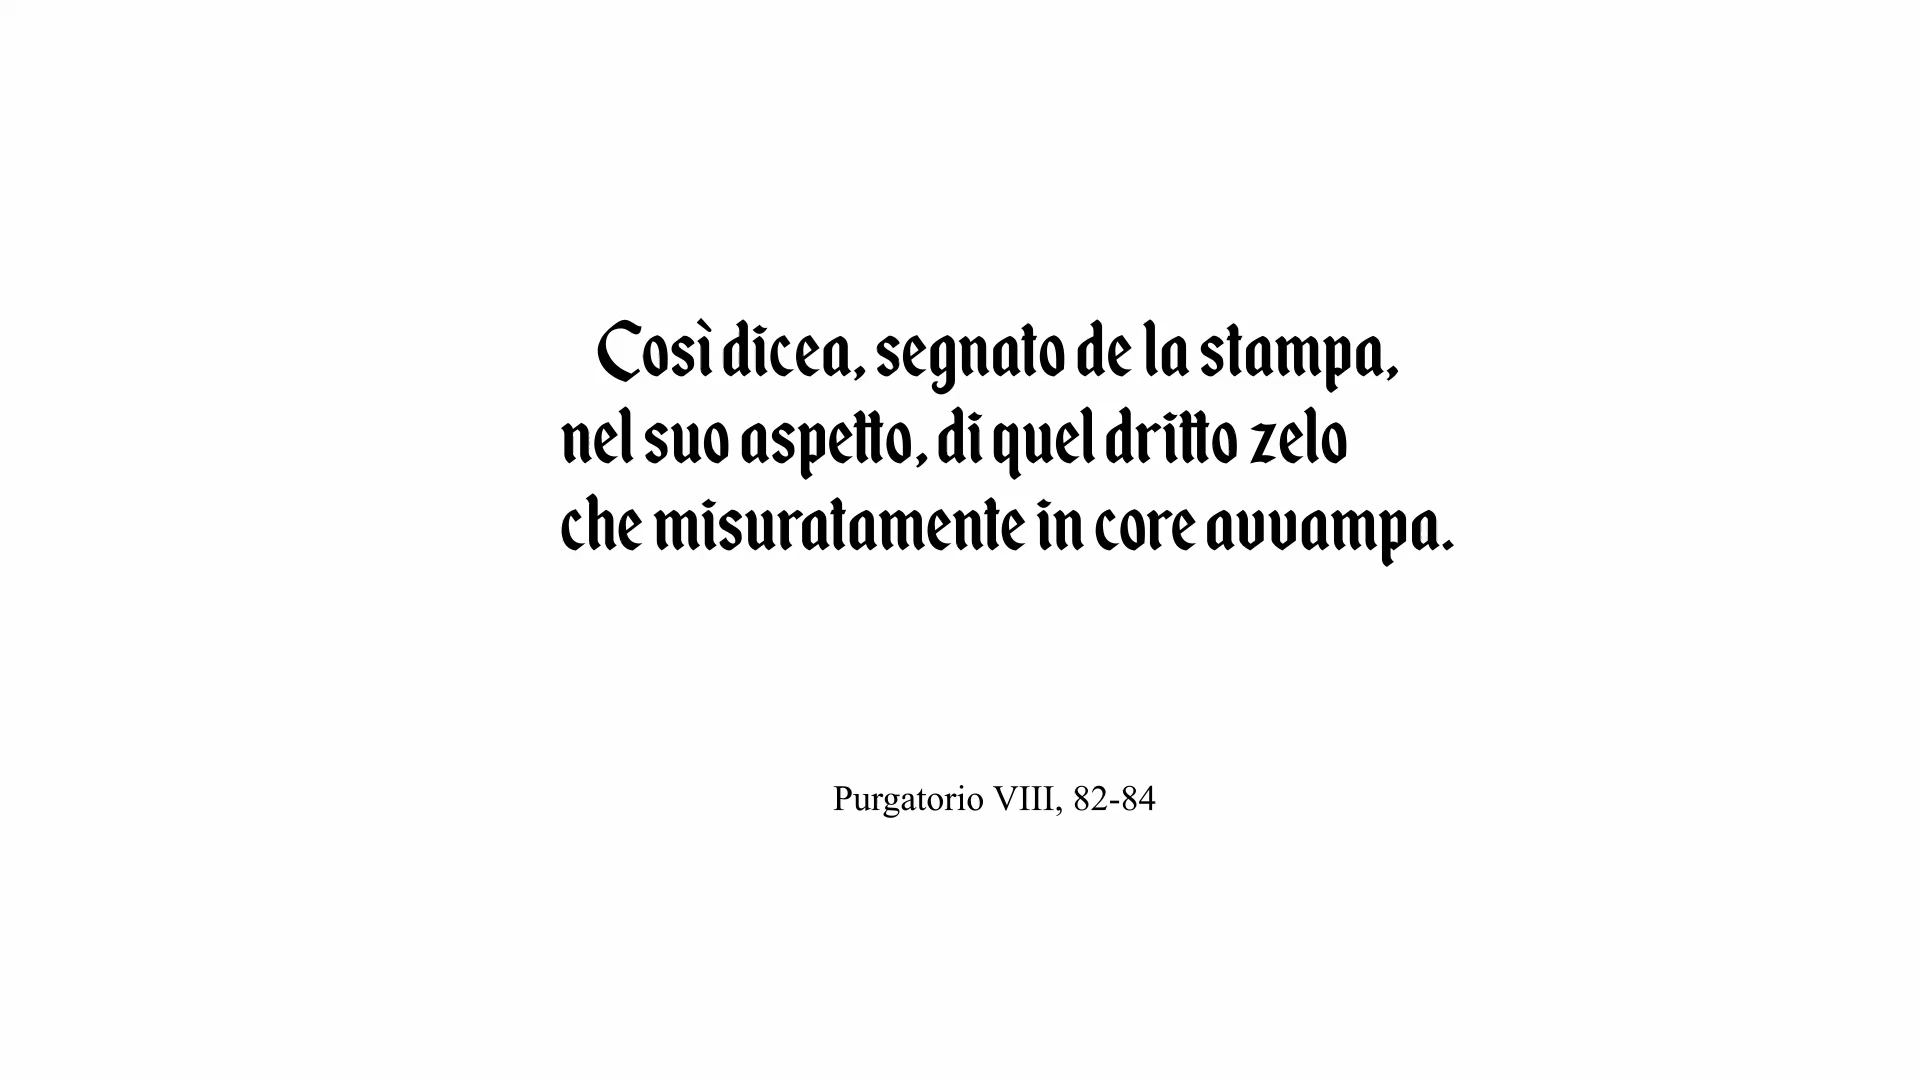 Così dicea, segnato de la stampa,
nel suo aspetto, di quel dritto zelo
che misuratamente in core avvampa.
Purgatorio VIII, 82-84